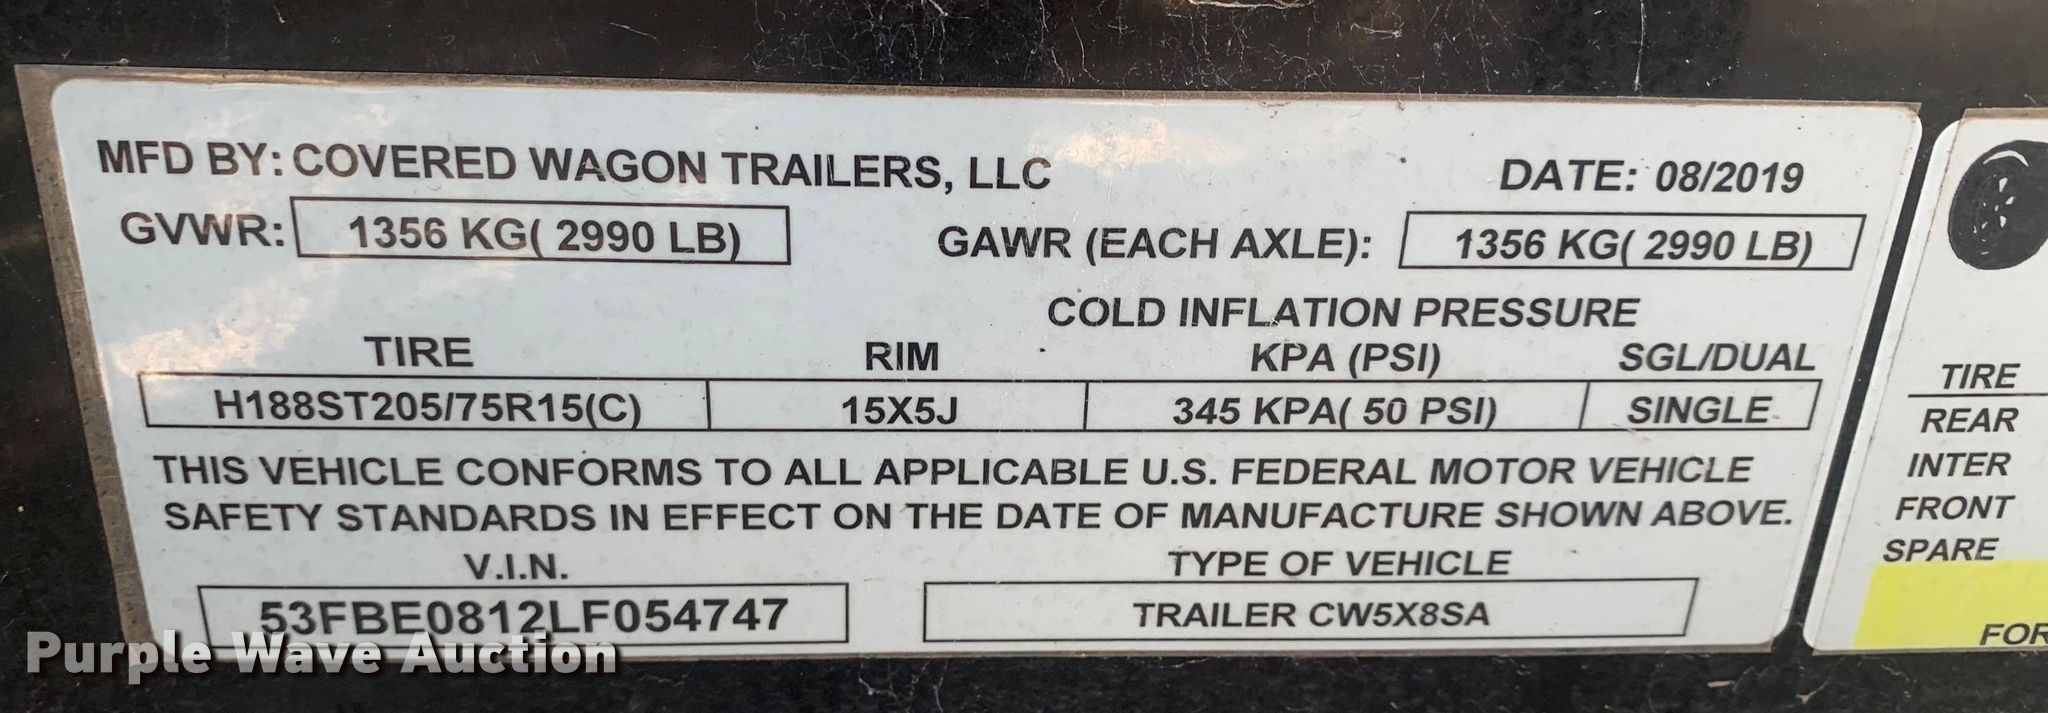 MFD BY: COVERED WAGON TRAILERS, LLC DATE: 08/2019
GVWR: 1356 KG( 2990 LB) GAWR (EACH AXLE): 1356 KG( 2990 LB)
COLD INFLATION PRESSURE
TIRE RIM KPA (PSI) SGL/DUAL
H188ST205/75R15(C) 15X5J 345 KPA( 50 PSI) SINGLE
THIS VEHICLE CONFORMS TO ALL APPLICABLE U.S. FEDERAL MOTOR VEHICLE
SAFETY STANDARDS IN EFFECT ON THE DATE OF MANUFACTURE SHOWN ABOVE.
V.I.N. TYPE OF VEHICLE
53FBE0812LF054747 TRAILER CW5X8SA
TIRE
REAR
INTER
FRONT
SPARE
FOR
Purple Wave Auction